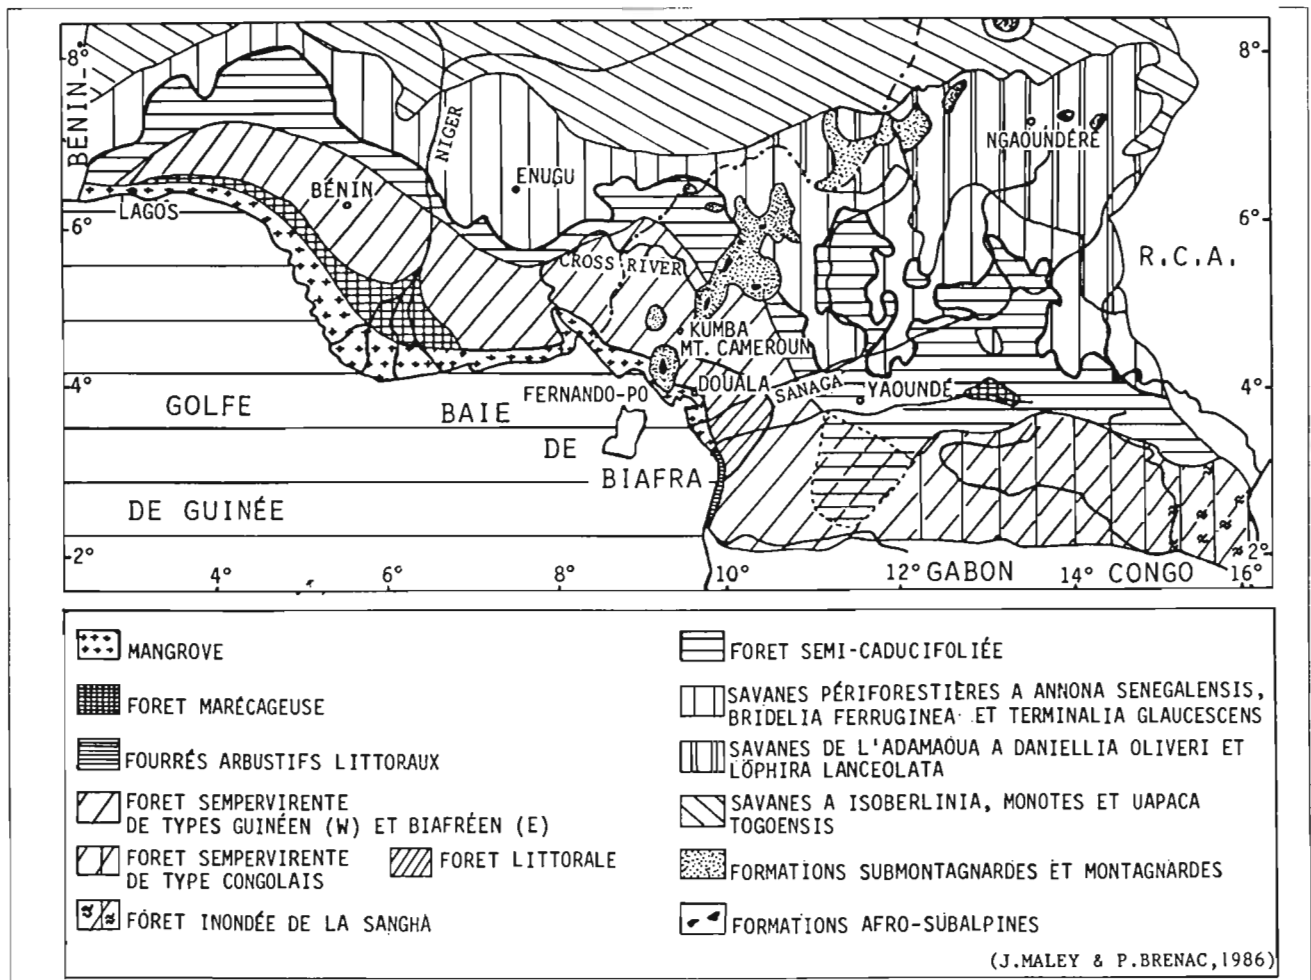 8°
8°
BÉNIN
NIGER
NGAOUNDÉRÉ
ENUGU
BÉNIN
LAGOS
6°
6°
CROSS RIVER
R.C.A.
KUMBA
MT. CAMEROUN
4°
DOUALA
SANAGA
YAOUNDÉ
4°
FERNANDO-PO
GOLFE
BAIE
DE
BIAFRA
DE GUINÉE
2°
2°
4°
6°
8°
10°
12°
GABON
14°
CONGO
16°
MANGROVE
FORET MARÉCAGEUSE
FOURRÉS ARBUSTIFS LITTORAUX
FORET SEMPERVIRENTE
DE TYPES GUINÉEN (W) ET BIAFRÉEN (E)
FORET SEMPERVIRENTE
DE TYPE CONGOLAIS
FORET LITTORALE
FORET INONDÉE DE LA SANGHA
FORET SEMI-CADUCIFOLIÉE
SAVANES PÉRIFORESTIÈRES A ANNONA SENEGALENSIS,
BRIDELIA FERRUGINEA ET TERMINALIA GLAUCESCENS
SAVANES DE L'ADAMAOUA A DANIELLIA OLIVERI ET
LOPHIRA LANCEOLATA
SAVANES A ISOBERLINIA, MONOTES ET UAPACA
TOGOENSIS
FORMATIONS SUBMONTAGNARDES ET MONTAGNARDES
FORMATIONS AFRO-SUBALPINES
(J.MALEY & P.BRENAC,1986)